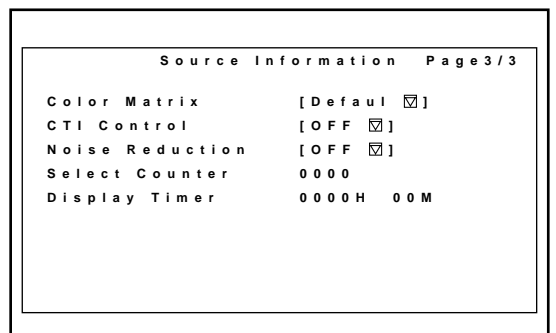 Source Information Page3/3
Color Matrix [Defaul ▽]
CTI Control [OFF ▽]
Noise Reduction [OFF ▽]
Select Counter 0000
Display Timer 0000H 00M